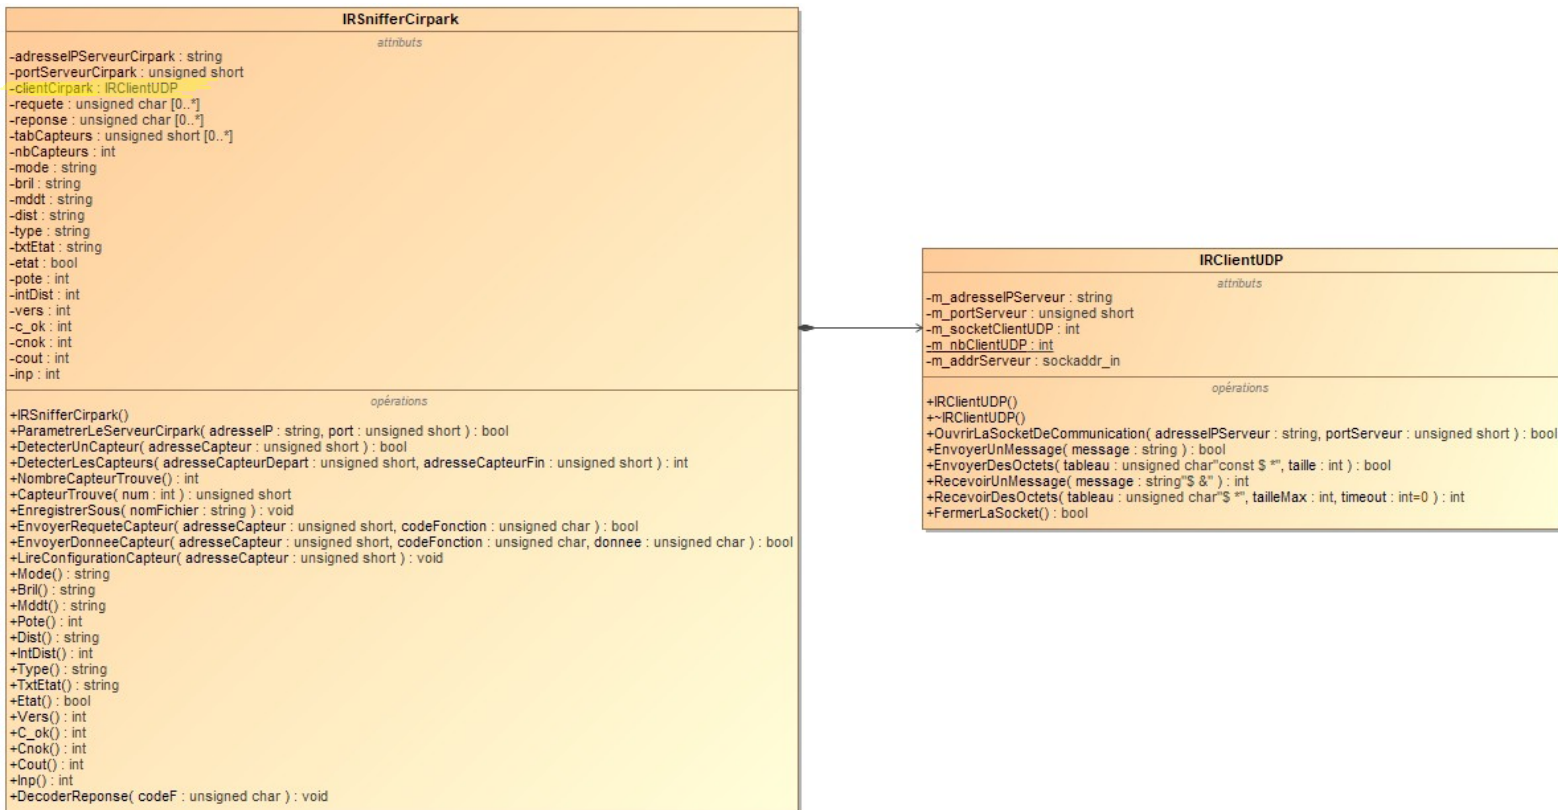 IRSnifferCirpark
attributs
-adresseIPServeurCirpark : string
-portServeurCirpark : unsigned short
-clientCirpark : IRClientUDP
-requete : unsigned char [0..*]
-reponse : unsigned char [0..*]
-tabCapteurs : unsigned short [0..*]
-nbCapteurs : int
-mode : string
-bril : string
-mddt : string
-dist : string
-type : string
-txtEtat : string
-etat : bool
-pote : int
-intDist : int
-vers : int
-c_ok : int
-cnok : int
-cout : int
-inp : int
opérations
+IRSnifferCirpark()
+ParametrerLeServeurCirpark( adresseIP : string, port : unsigned short ) : bool
+DetecterUnCapteur( adresseCapteur : unsigned short ) : bool
+DetecterLesCapteurs( adresseCapteurDepart : unsigned short, adresseCapteurFin : unsigned short ) : int
+NombreCapteurTrouve() : int
+CapteurTrouve( num : int ) : unsigned short
+EnregistrerSous( nomFichier : string ) : void
+EnvoyerRequeteCapteur( adresseCapteur : unsigned short, codeFonction : unsigned char ) : bool
+EnvoyerDonneeCapteur( adresseCapteur : unsigned short, codeFonction : unsigned char, donnee : unsigned char ) : bool
+LireConfigurationCapteur( adresseCapteur : unsigned short ) : void
+Mode() : string
+Bril() : string
+Mddt() : string
+Pote() : int
+Dist() : string
+IntDist() : int
+Type() : string
+TxtEtat() : string
+Etat() : bool
+Vers() : int
+C_ok() : int
+Cnok() : int
+Cout() : int
+Inp() : int
+DecoderReponse( codeF : unsigned char ) : void
IRClientUDP
attributs
-m_adresseIPServeur : string
-m_portServeur : unsigned short
-m_socketClientUDP : int
-m_nbClientUDP : int
-m_addrServeur : sockaddr_in
opérations
+IRClientUDP()
+~IRClientUDP()
+OuvrirLaSocketDeCommunication( adresseIPServeur : string, portServeur : unsigned short ) : bool
+EnvoyerUnMessage( message : string ) : bool
+EnvoyerDesOctets( tableau : unsigned char"const $ *", taille : int ) : bool
+RecevoirUnMessage( message : string"$ &" ) : int
+RecevoirDesOctets( tableau : unsigned char"$ *", tailleMax : int, timeout : int=0 ) : int
+FermerLaSocket() : bool